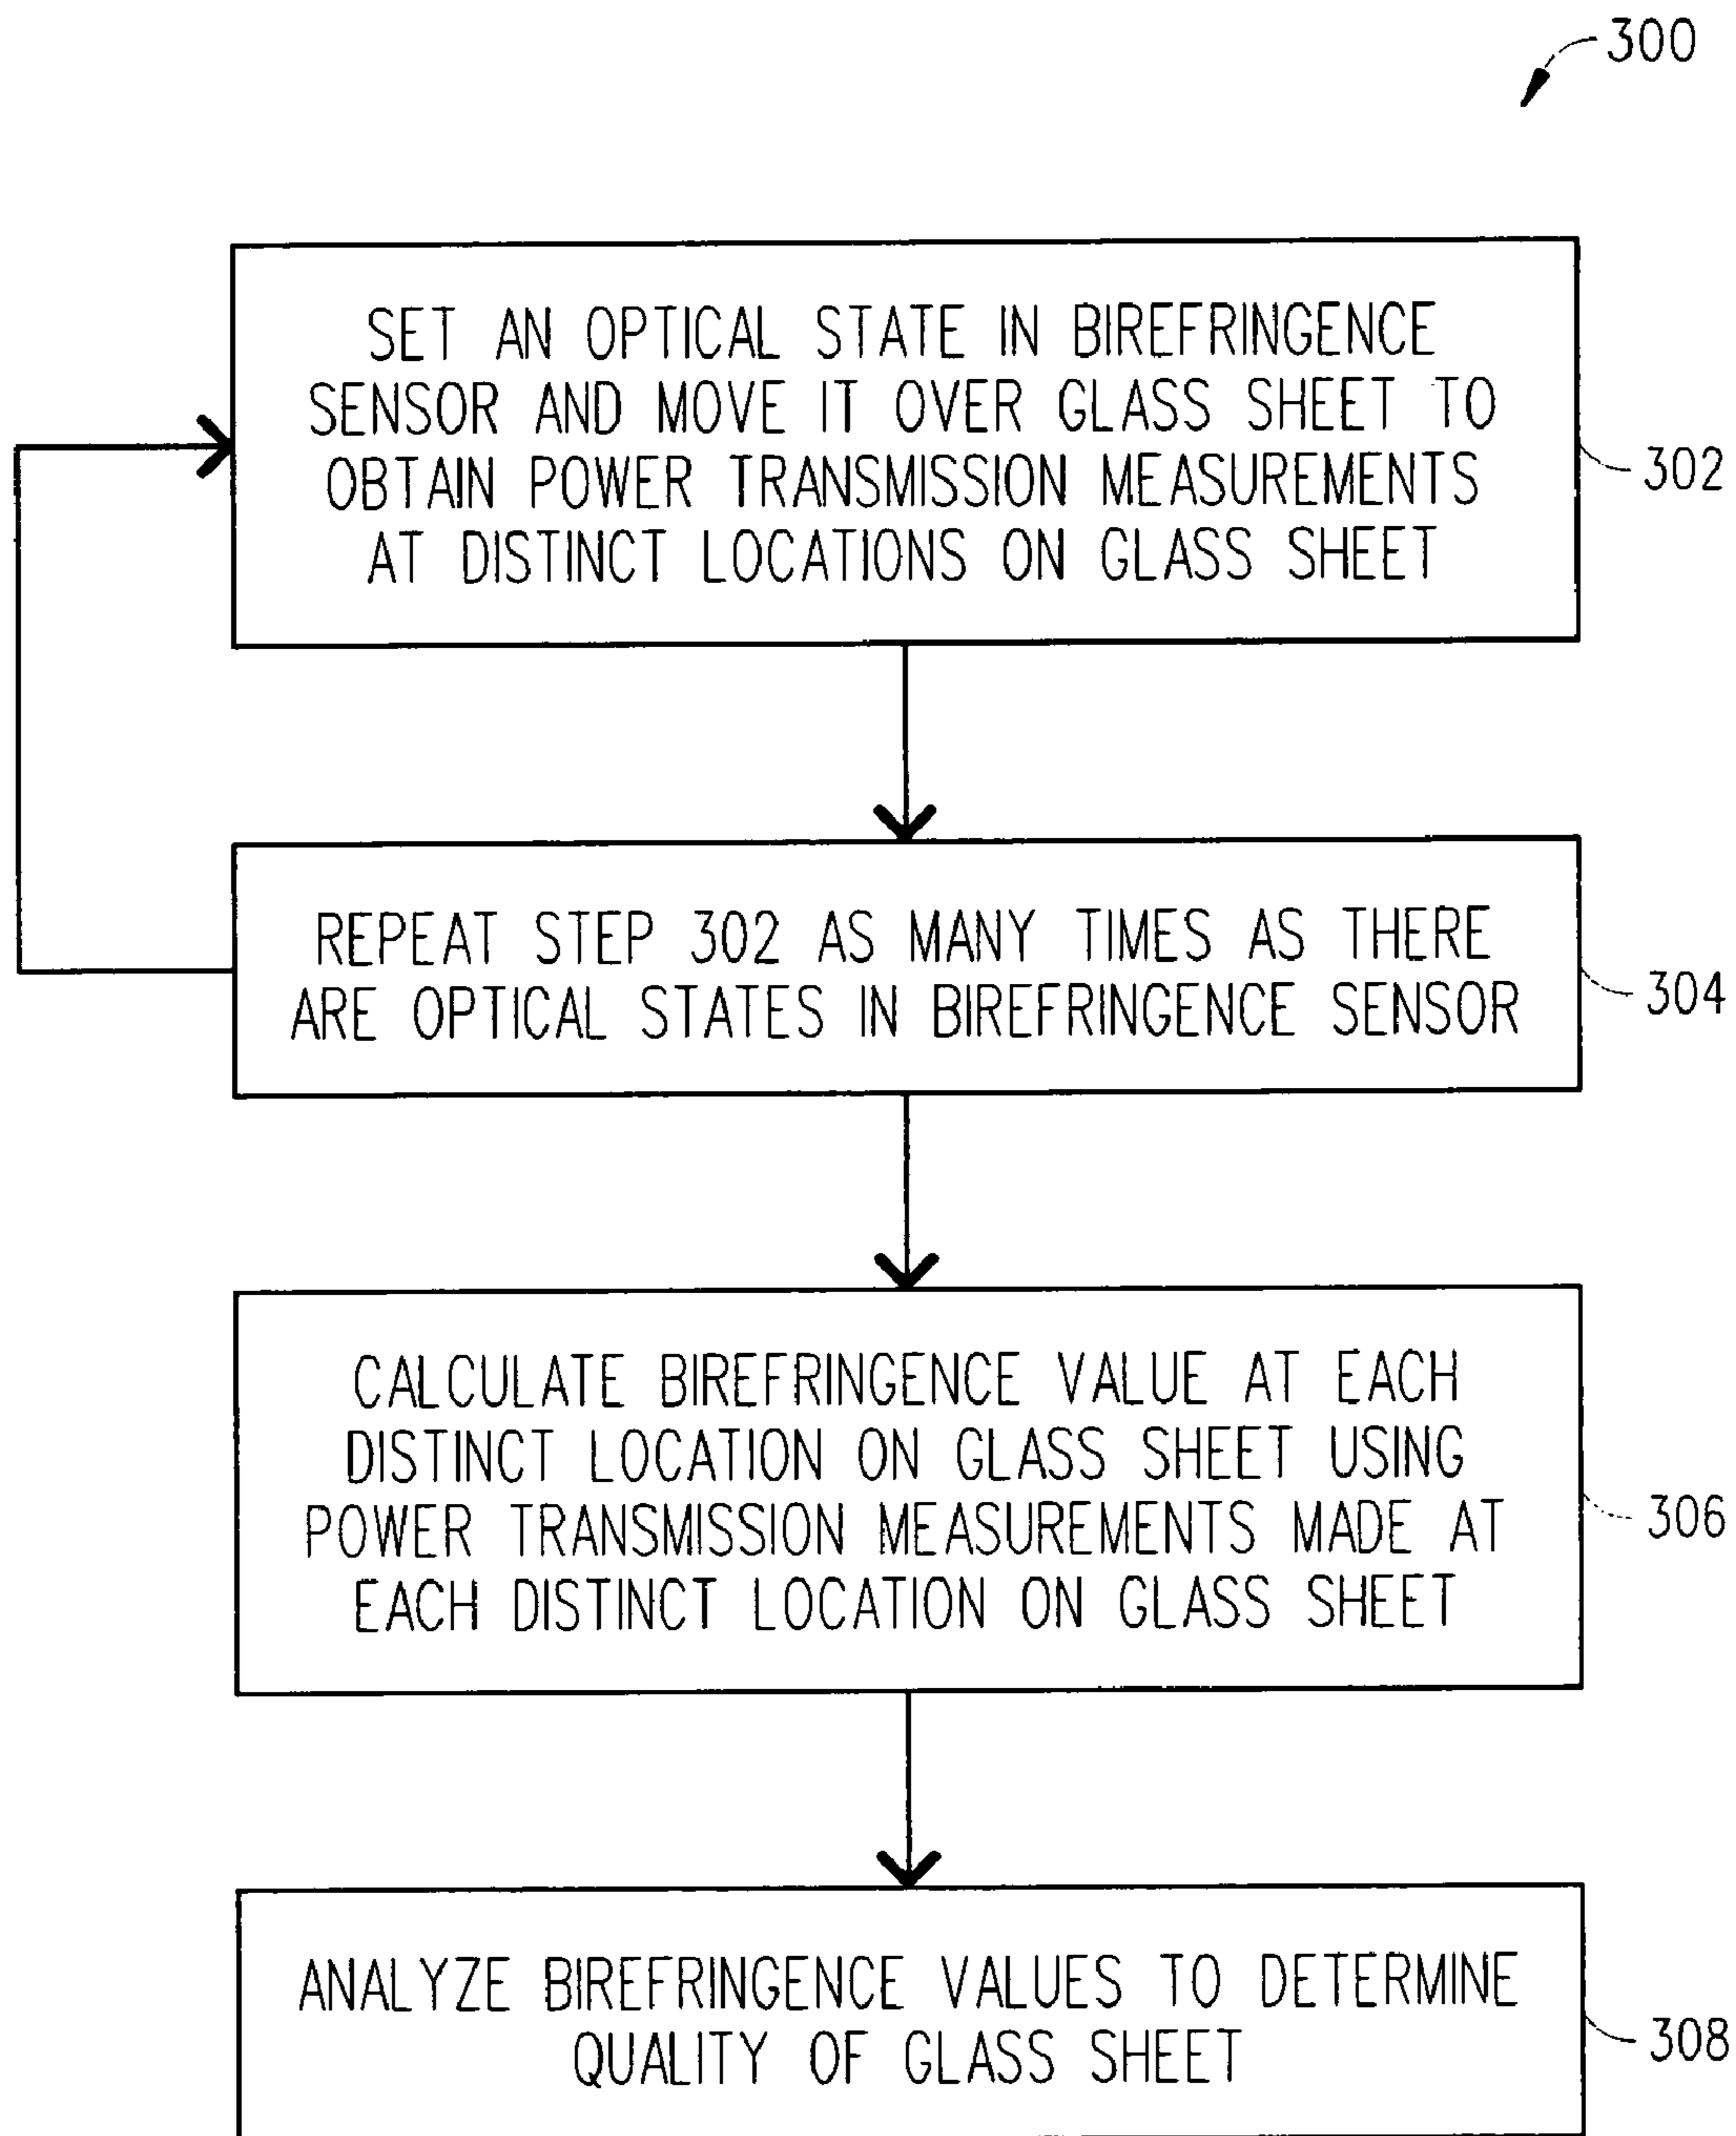 300
SET AN OPTICAL STATE IN BIREFRINGENCE
SENSOR AND MOVE IT OVER GLASS SHEET TO
OBTAIN POWER TRANSMISSION MEASUREMENTS
AT DISTINCT LOCATIONS ON GLASS SHEET
302
REPEAT STEP 302 AS MANY TIMES AS THERE
ARE OPTICAL STATES IN BIREFRINGENCE SENSOR
304
CALCULATE BIREFRINGENCE VALUE AT EACH
DISTINCT LOCATION ON GLASS SHEET USING
POWER TRANSMISSION MEASUREMENTS MADE AT
EACH DISTINCT LOCATION ON GLASS SHEET
306
ANALYZE BIREFRINGENCE VALUES TO DETERMINE
QUALITY OF GLASS SHEET
308